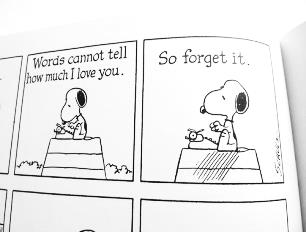 Words cannot tell
how much I love you.
So forget it.